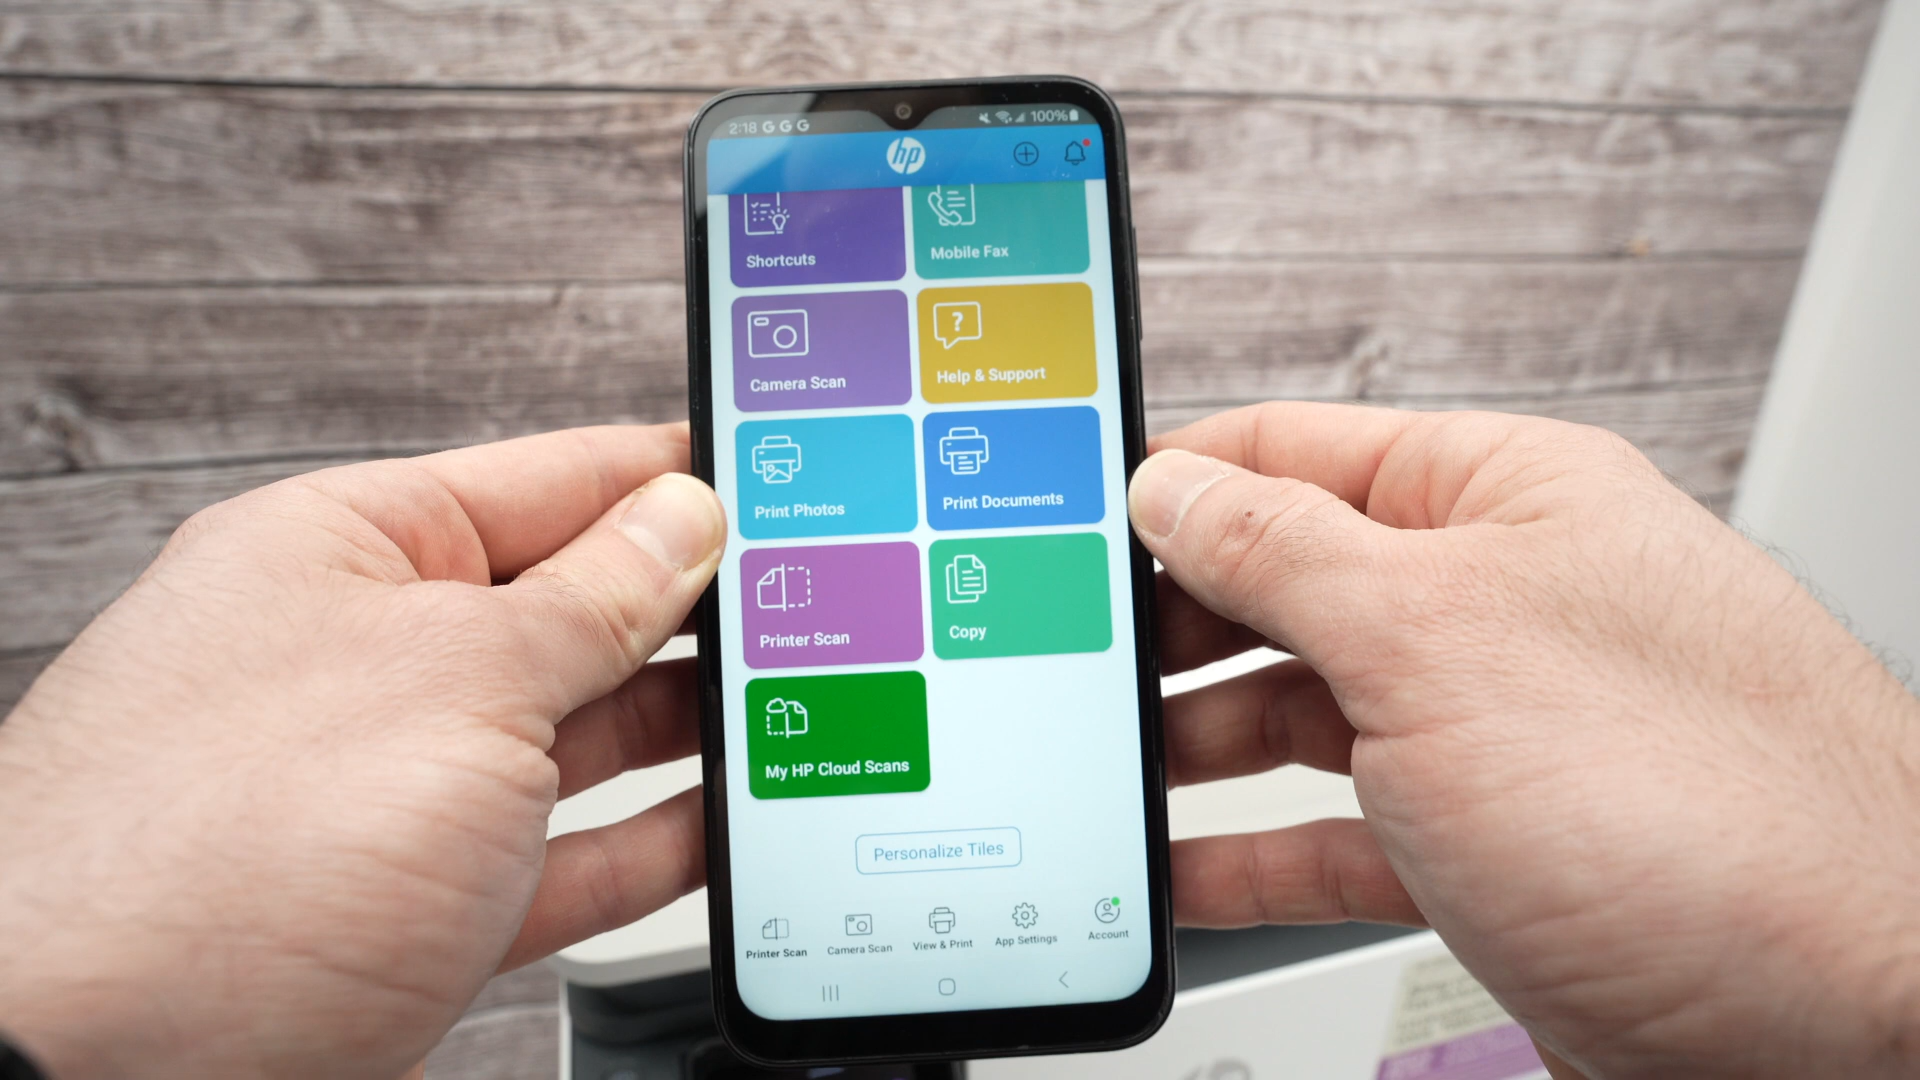 2:18 G G G 100%
hp
Shortcuts
Mobile Fax
Camera Scan
?
Help & Support
Print Photos
Print Documents
Printer Scan
Copy
My HP Cloud Scans
Personalize Tiles
Printer Scan
Camera Scan
View & Print
App Settings
Account